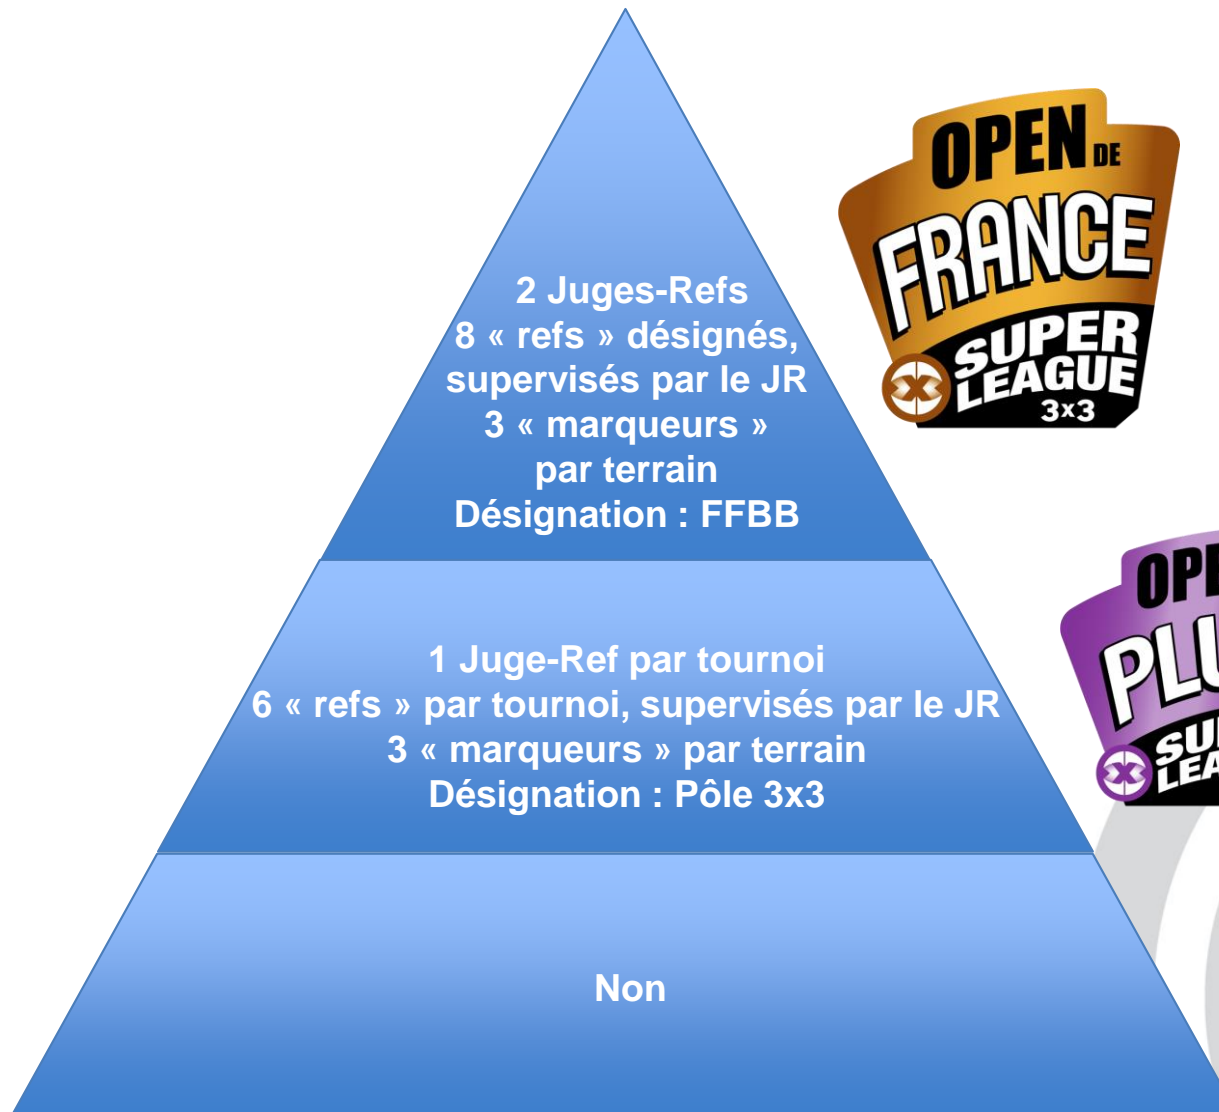 OPEN DE
FRANCE
SUPER
LEAGUE
3x3
2 Juges-Refs
8 « refs » désignés,
supervisés par le JR
3 « marqueurs »
par terrain
Désignation : FFBB
1 Juge-Ref par tournoi
6 « refs » par tournoi, supervisés par le JR
3 « marqueurs » par terrain
Désignation : Pôle 3x3
Non